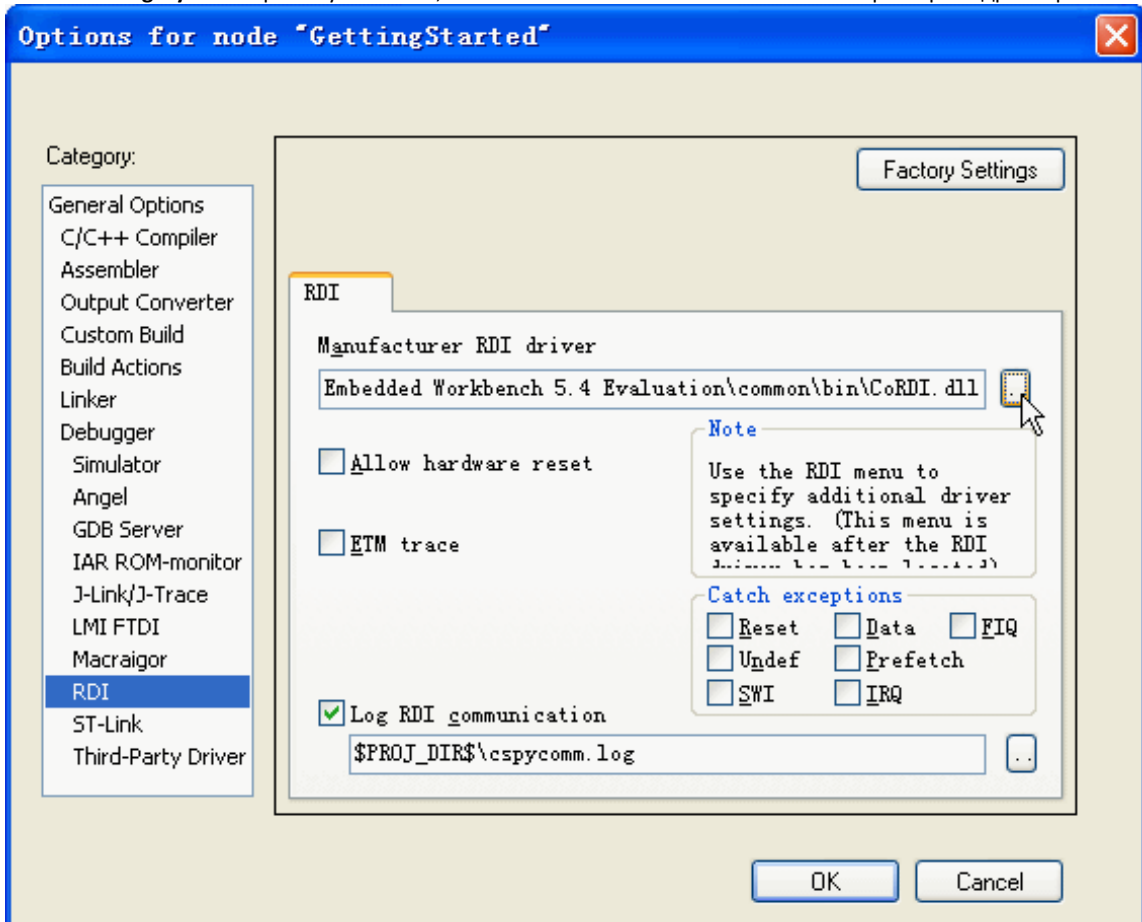 Options for node "GettingStarted"
Category:
Factory Settings
General Options
C/C++ Compiler
Assembler
Output Converter
Custom Build
Build Actions
Linker
Debugger
Simulator
Angel
GDB Server
IAR ROM-monitor
J-Link/J-Trace
LMI FTDI
Macraigor
RDI
ST-Link
Third-Party Driver
RDI
Manufacturer RDI driver
Embedded Workbench 5.4 Evaluation\common\bin\CoRDI.dll
..
Allow hardware reset
ETM trace
Note
Use the RDI menu to
specify additional driver
settings. (This menu is
available after the RDI
Catch exceptions
Reset Data FIQ
Undef Prefetch
SWI IRQ
Log RDI communication
$PROJ_DIR$\cspycomm.log
..
OK Cancel